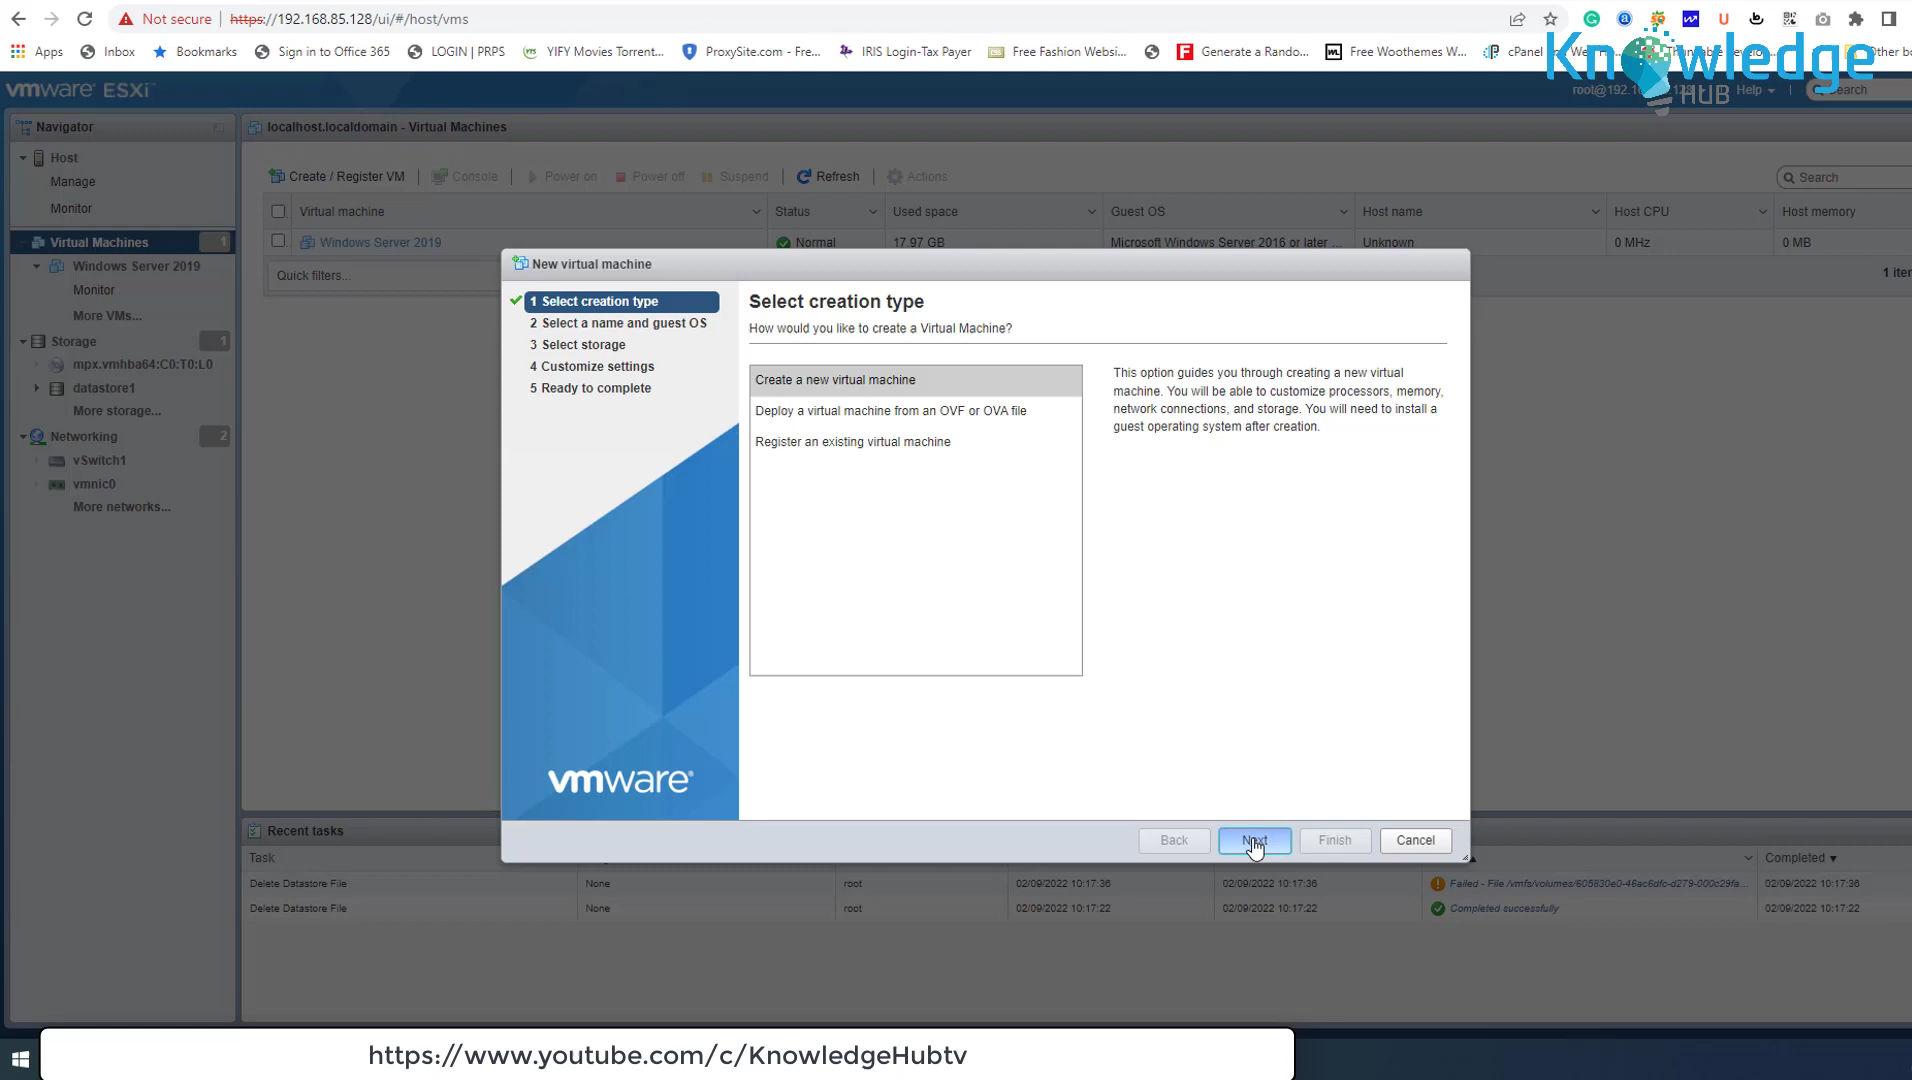 Not secure
https://192.168.85.128/ui/#/host/vms
Apps
Inbox
Bookmarks
Sign in to Office 365
LOGIN | PRPS
YIFY Movies Torrent...
ProxySite.com - Fre...
IRIS Login-Tax Payer
Free Fashion Websi...
Generate a Rando...
Free Woothemes W...
Knowledge
HUB
vmware ESXi
Help
Search
Navigator
localhost.localdomain - Virtual Machines
Host
Manage
Monitor
Create / Register VM
Console
Power on
Power off
Suspend
Refresh
Actions
Search
Virtual machine
Status
Used space
Guest OS
Host name
Host CPU
Host memory
Virtual Machines 1
Windows Server 2019
Normal
17.97 GB
Microsoft Windows Server 2016 or later ...
Unknown
0 MHz
0 MB
Windows Server 2019
Quick filters...
Monitor
More VMs...
Storage 1
mpx.vmhba64:C0:T0:L0
datastore1
More storage...
Networking 2
vSwitch1
vmnic0
More networks...
New virtual machine
1 Select creation type
2 Select a name and guest OS
3 Select storage
4 Customize settings
5 Ready to complete
vmware®
Select creation type
How would you like to create a Virtual Machine?
Create a new virtual machine
Deploy a virtual machine from an OVF or OVA file
Register an existing virtual machine
This option guides you through creating a new virtual
machine. You will be able to customize processors, memory,
network connections, and storage. You will need to install a
guest operating system after creation.
Back
Next
Finish
Cancel
Recent tasks
Task
Completed
Delete Datastore File
None
root
02/09/2022 10:17:36
02/09/2022 10:17:36
02/09/2022 10:17:36
Delete Datastore File
None
root
02/09/2022 10:17:22
02/09/2022 10:17:22
Completed successfully
02/09/2022 10:17:22
https://www.youtube.com/c/KnowledgeHubtv